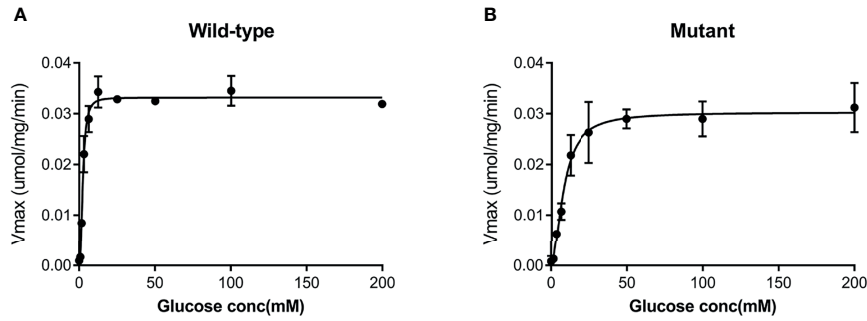 A
Wild-type
Vmax (umol/mg/min)
0.04
0.03
0.02
0.01
0.00
0 50 100 150 200
Glucose conc(mM)
B
Mutant
Vmax (umol/mg/min)
0.04
0.03
0.02
0.01
0.00
0 50 100 150 200
Glucose conc(mM)